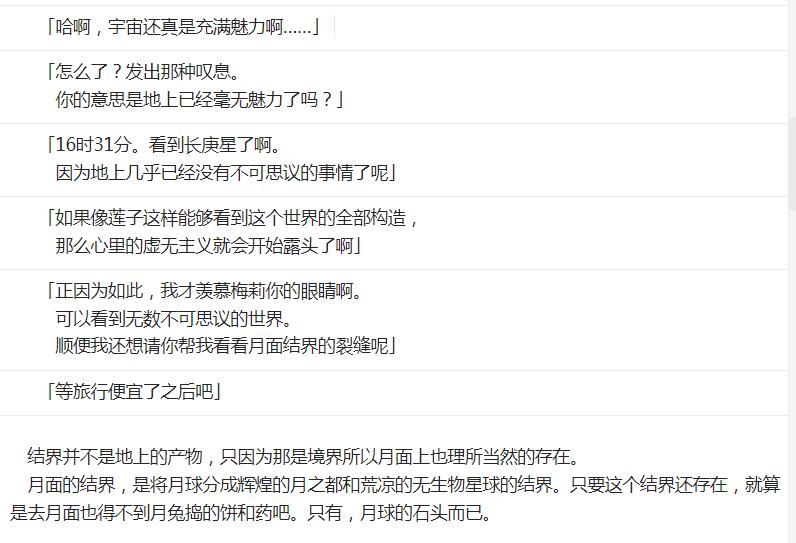 「哈啊，宇宙还真是充满魅力啊……」
「怎么了？发出那种叹息。
你的意思是地上已经毫无魅力了吗？」
「16时31分。看到长庚星了啊。
因为地上几乎已经没有不可思议的事情了呢」
「如果像莲子这样能够看到这个世界的全部构造，
那么心里的虚无主义就会开始露头了啊」
「正因为如此，我才羡慕梅莉你的眼睛啊。
可以看到无数不可思议的世界。
顺便我还想请你帮我看看月面结界的裂缝呢」
「等旅行便宜了之后吧」
结界并不是地上的产物，只因为那是境界所以月面上也理所当然的存在。
月面的结界，是将月球分成辉煌的月之都和荒凉的无生物星球的结界。只要这个结界还存在，就算
是去月面也得不到月兔捣的饼和药吧。只有，月球的石头而已。